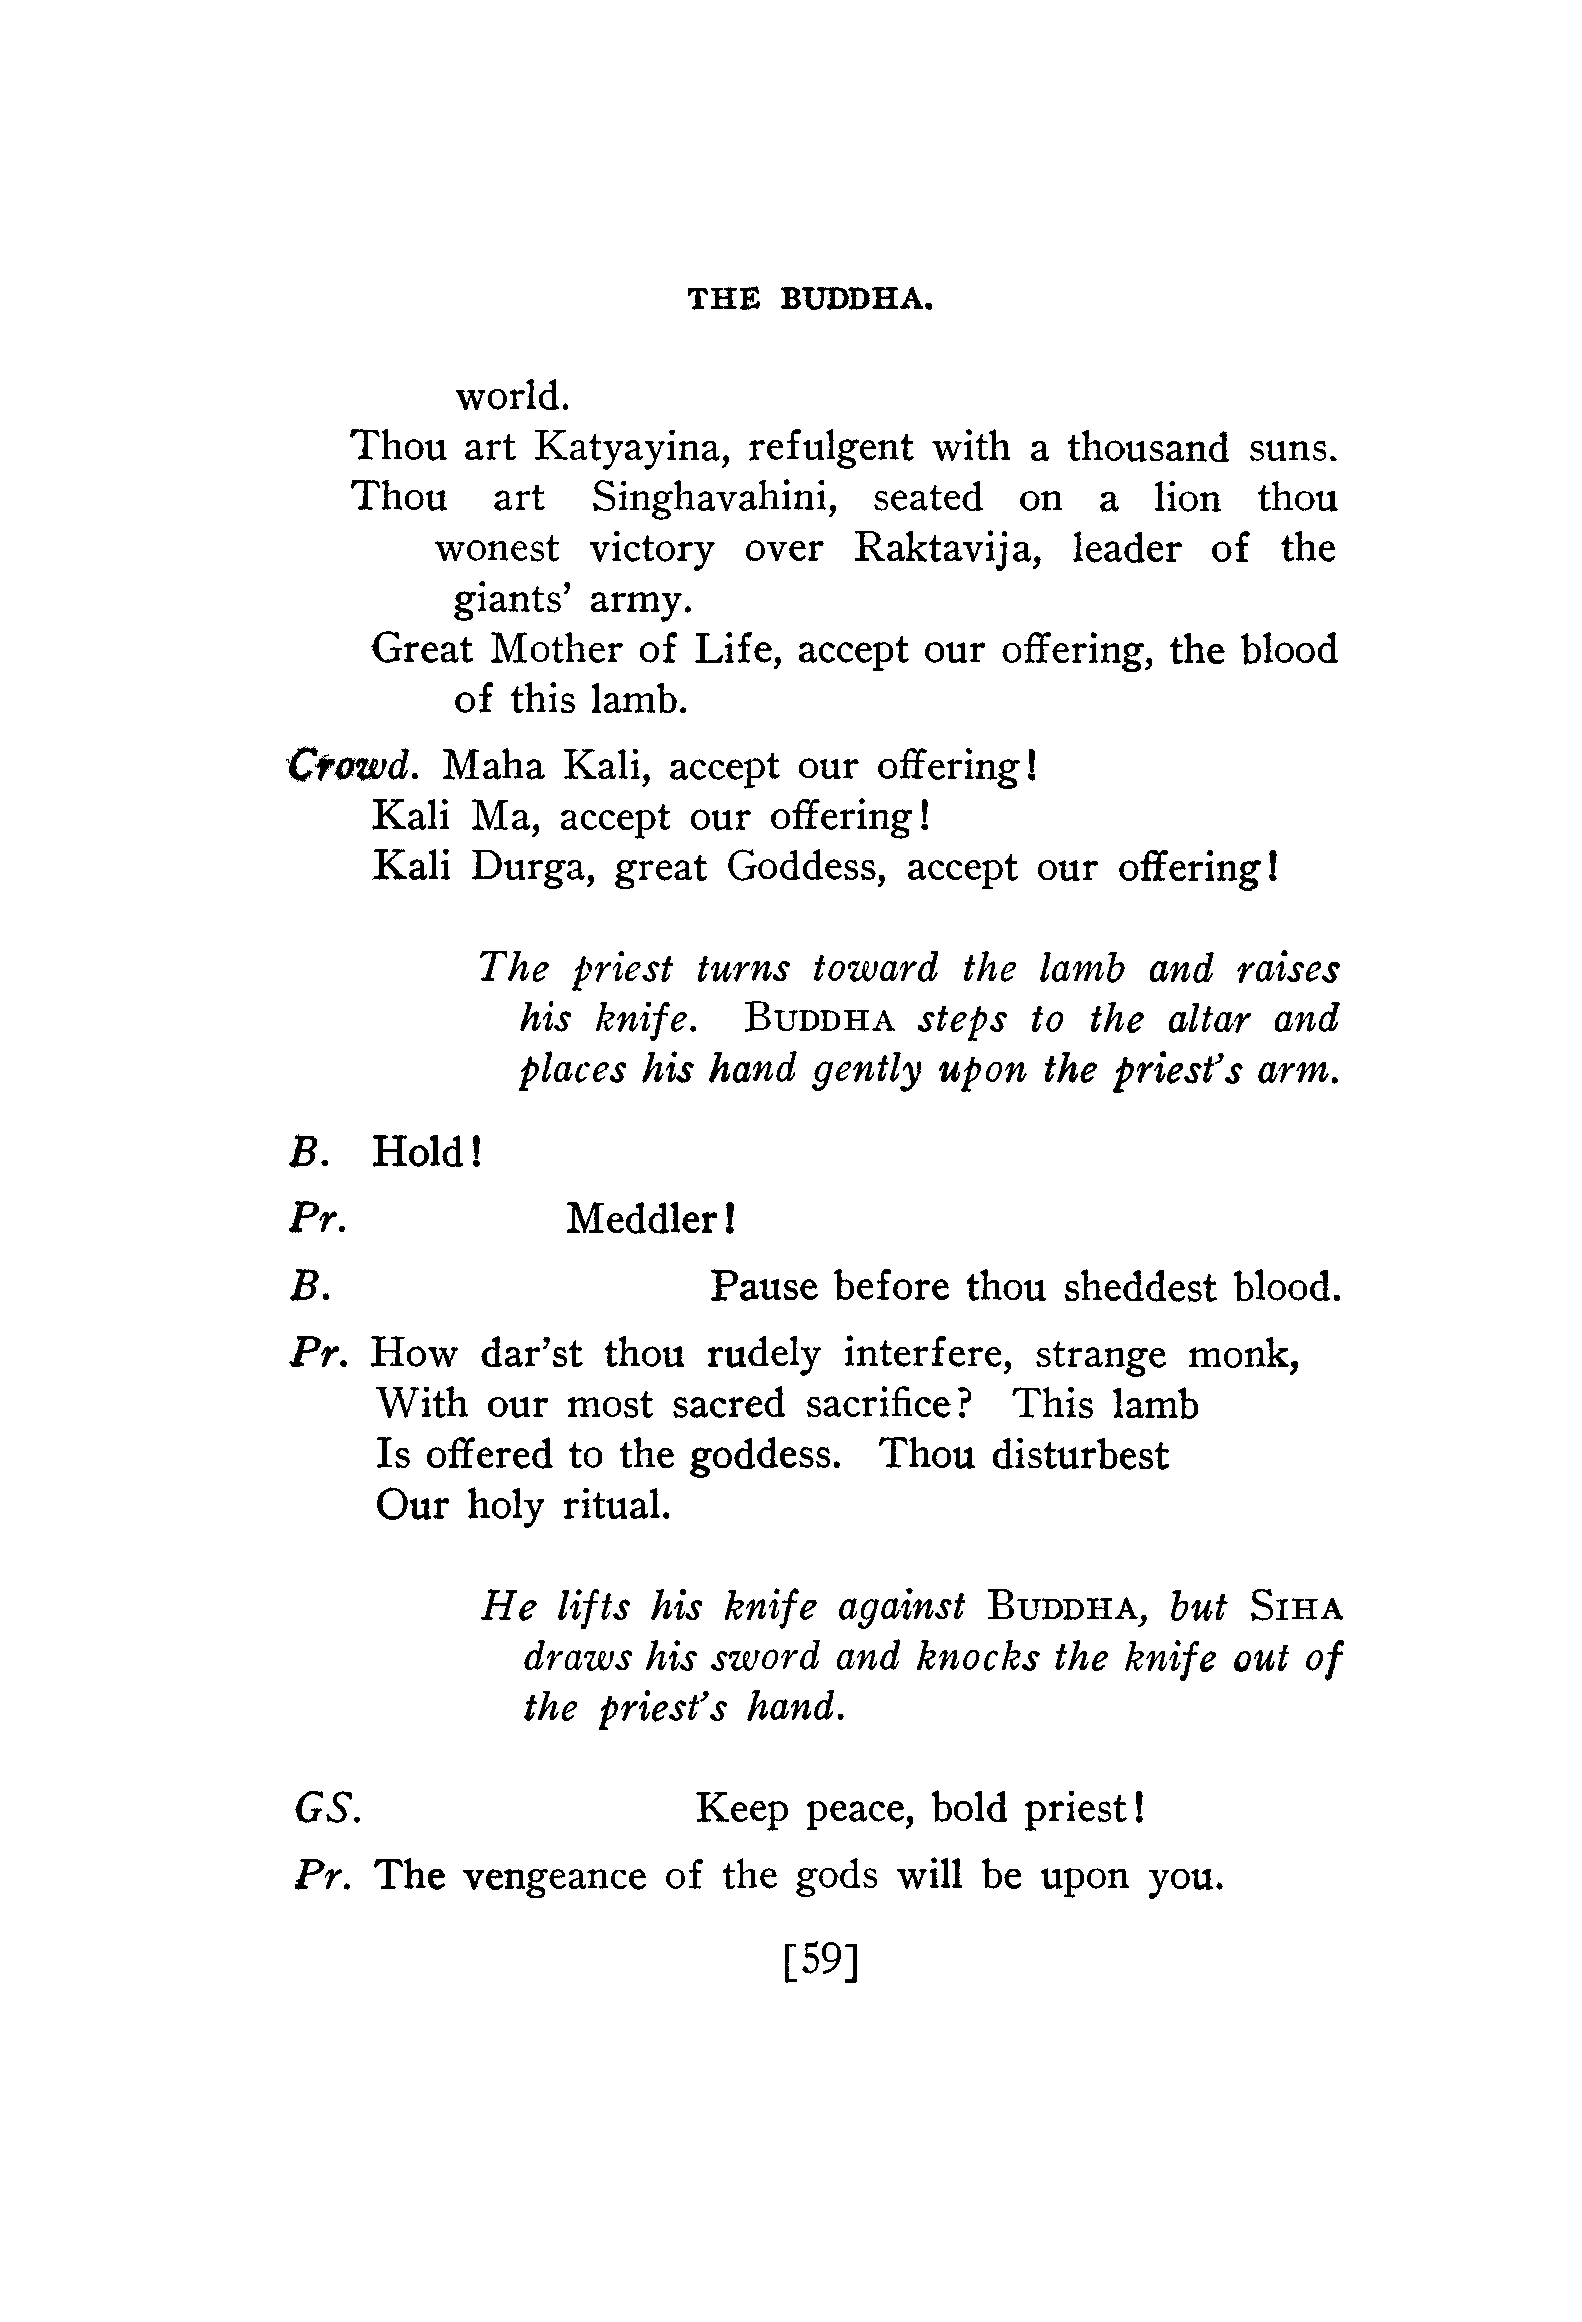 THE BUDDHA.
world.
Thou art Katyayina, refulgent with a thousand suns.
Thou art Singhavahini, seated on a lion thou
wonest victory over Raktavija, leader of the
giants' army.
Great Mother of Life, accept our offering, the blood
of this lamb.
Crowd. Maha Kali, accept our offering!
Kali Ma, accept our offering!
Kali Durga, great Goddess, accept our offering!
The priest turns toward the lamb and raises
his knife. BUDDHA steps to the altar and
places his hand gently upon the priest's arm.
B. Hold!
Pr. Meddler!
B. Pause before thou sheddest blood.
Pr. How dar'st thou rudely interfere, strange monk,
With our most sacred sacrifice? This lamb
Is offered to the goddess. Thou disturbest
Our holy ritual.
He lifts his knife against BUDDHA, but SIHA
draws his sword and knocks the knife out of
the priest's hand.
GS. Keep peace, bold priest!
Pr. The vengeance of the gods will be upon you.
[59]